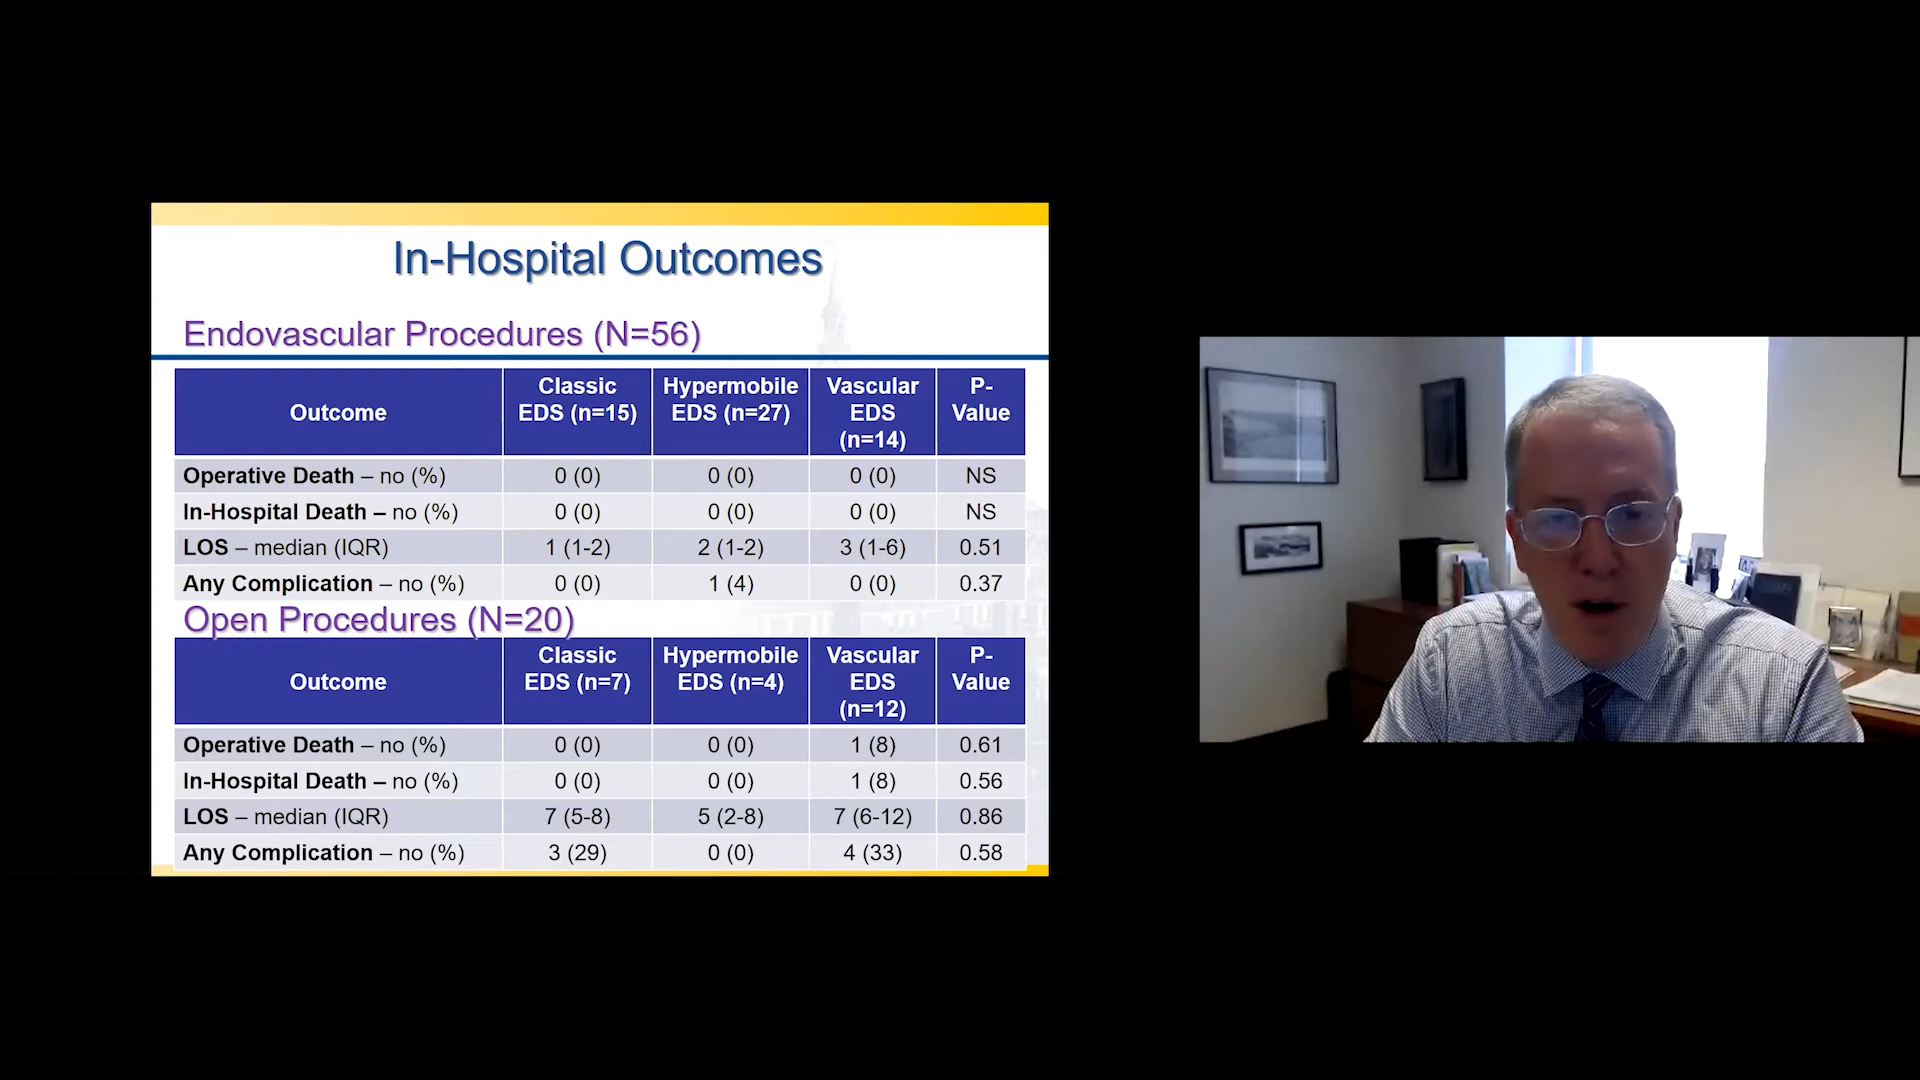 In-Hospital Outcomes
Endovascular Procedures (N=56)
Outcome Classic EDS (n=15) Hypermobile EDS (n=27) Vascular EDS (n=14) P-Value
Operative Death – no (%) 0 (0) 0 (0) 0 (0) NS
In-Hospital Death – no (%) 0 (0) 0 (0) 0 (0) NS
LOS – median (IQR) 1 (1-2) 2 (1-2) 3 (1-6) 0.51
Any Complication – no (%) 0 (0) 1 (4) 0 (0) 0.37
Open Procedures (N=20)
Outcome Classic EDS (n=7) Hypermobile EDS (n=4) Vascular EDS (n=12) P-Value
Operative Death – no (%) 0 (0) 0 (0) 1 (8) 0.61
In-Hospital Death – no (%) 0 (0) 0 (0) 1 (8) 0.56
LOS – median (IQR) 7 (5-8) 5 (2-8) 7 (6-12) 0.86
Any Complication – no (%) 3 (29) 0 (0) 4 (33) 0.58